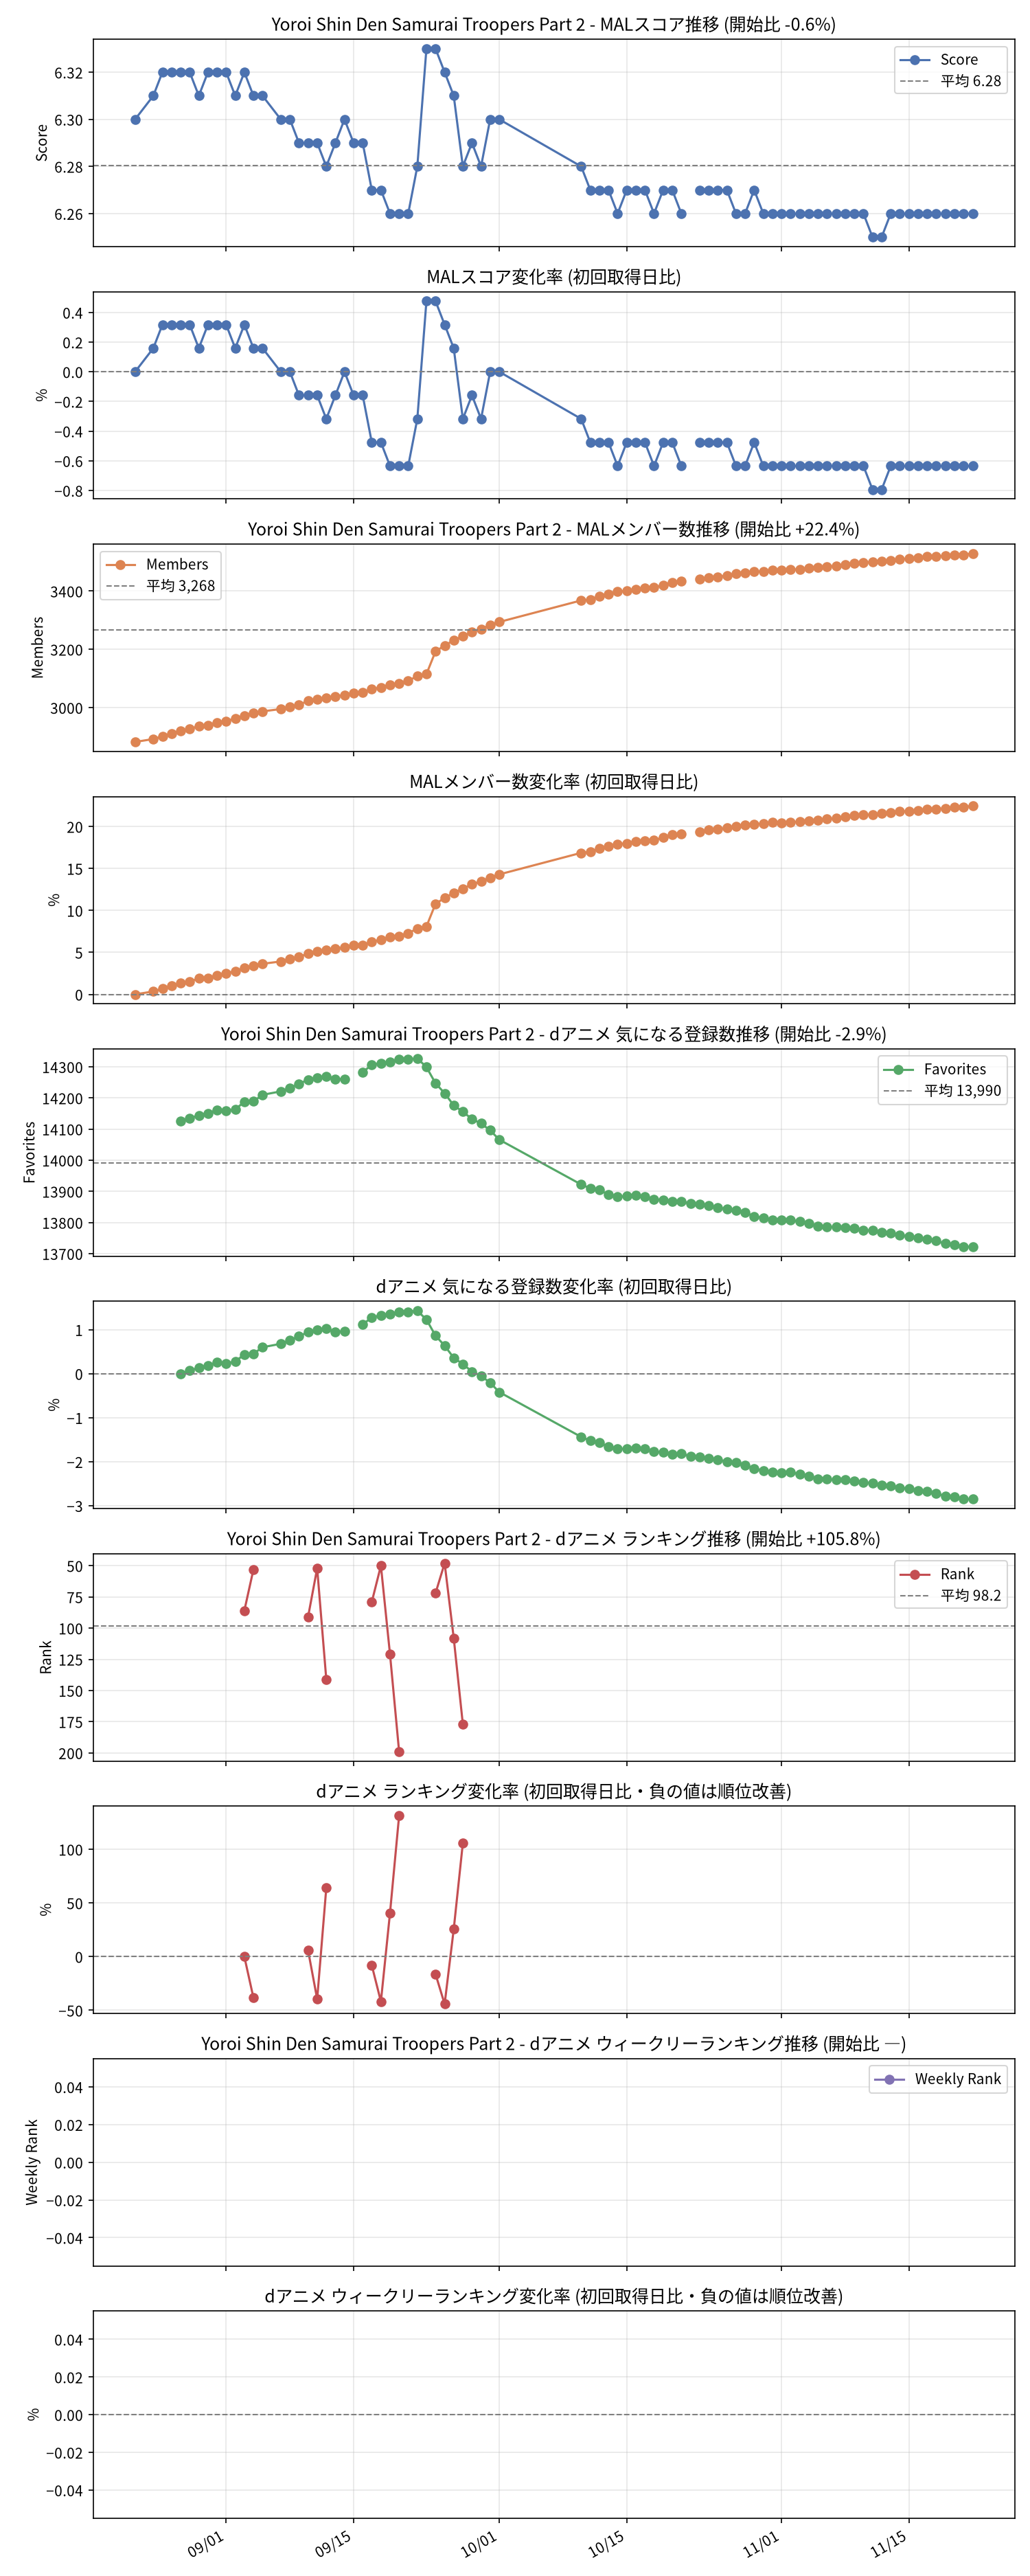 Yoroi Shin Den Samurai Troopers Part 2 - MALスコア推移 (開始比 -0.6%)
Score
平均 6.28
6.32
6.30
6.28
6.26
Score
MALスコア変化率 (初回取得日比)
0.4
0.2
0.0
−0.2
−0.4
−0.6
−0.8
%
Yoroi Shin Den Samurai Troopers Part 2 - MALメンバー数推移 (開始比 +22.4%)
Members
平均 3,268
3400
3200
3000
Members
MALメンバー数変化率 (初回取得日比)
20
15
10
5
0
%
Yoroi Shin Den Samurai Troopers Part 2 - dアニメ 気になる登録数推移 (開始比 -2.9%)
Favorites
平均 13,990
14300
14200
14100
14000
13900
13800
13700
Favorites
dアニメ 気になる登録数変化率 (初回取得日比)
1
0
−1
−2
−3
%
Yoroi Shin Den Samurai Troopers Part 2 - dアニメ ランキング推移 (開始比 +105.8%)
Rank
平均 98.2
50
75
100
125
150
175
200
Rank
dアニメ ランキング変化率 (初回取得日比・負の値は順位改善)
100
50
0
−50
%
Yoroi Shin Den Samurai Troopers Part 2 - dアニメ ウィークリーランキング推移 (開始比 —)
Weekly Rank
0.04
0.02
0.00
−0.02
−0.04
Weekly Rank
dアニメ ウィークリーランキング変化率 (初回取得日比・負の値は順位改善)
0.04
0.02
0.00
−0.02
−0.04
%
09/01
09/15
10/01
10/15
11/01
11/15